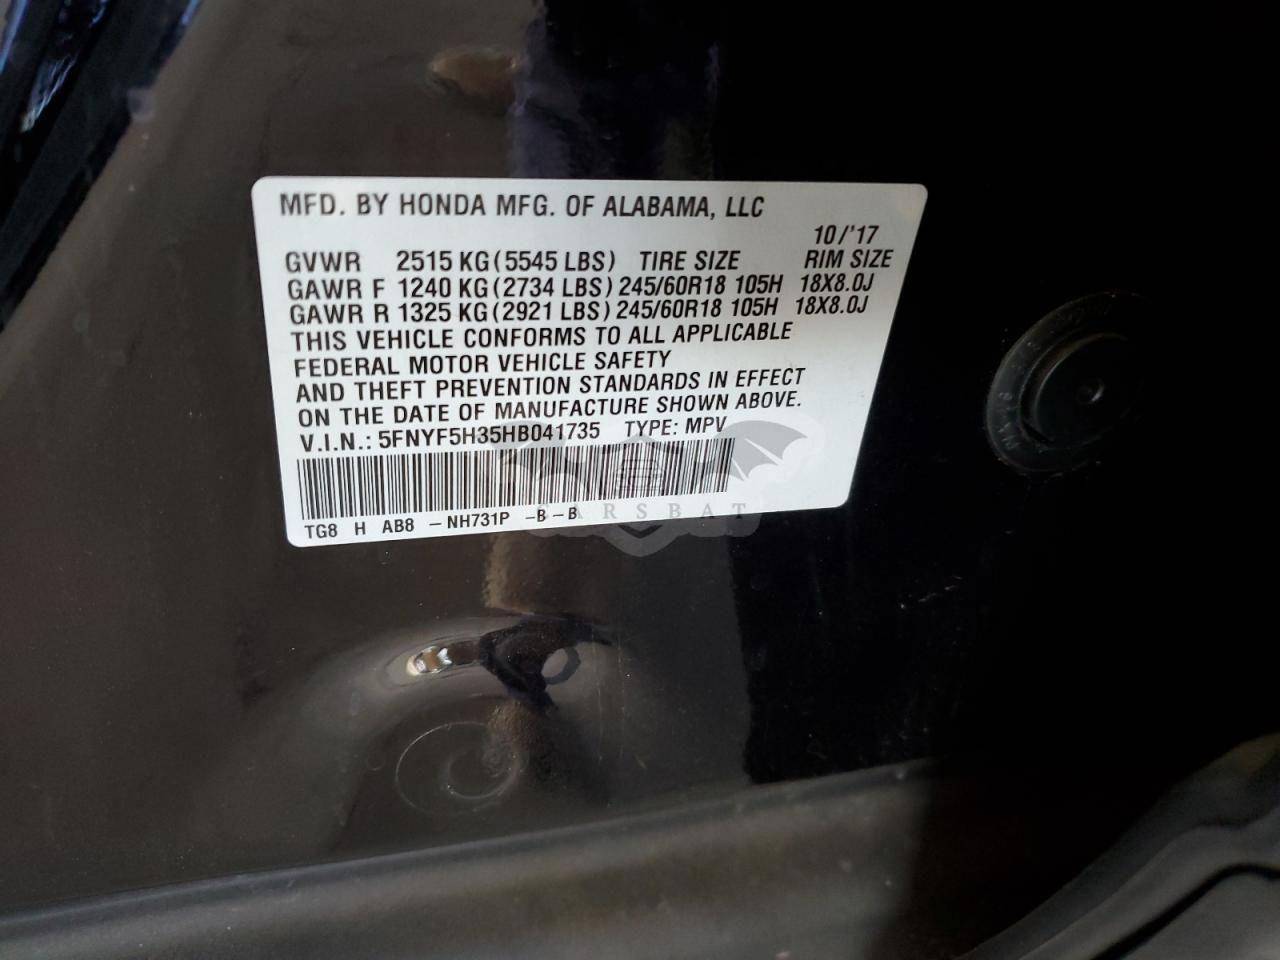 MFD. BY HONDA MFG. OF ALABAMA, LLC
10/'17
GVWR 2515 KG (5545 LBS) TIRE SIZE RIM SIZE
GAWR F 1240 KG (2734 LBS) 245/60R18 105H 18X8.0J
GAWR R 1325 KG (2921 LBS) 245/60R18 105H 18X8.0J
THIS VEHICLE CONFORMS TO ALL APPLICABLE
FEDERAL MOTOR VEHICLE SAFETY
AND THEFT PREVENTION STANDARDS IN EFFECT
ON THE DATE OF MANUFACTURE SHOWN ABOVE.
V.I.N.: 5FNYF5H35HB041735 TYPE: MPV
CARSBAT
TG8 H AB8 –NH731P –B–B